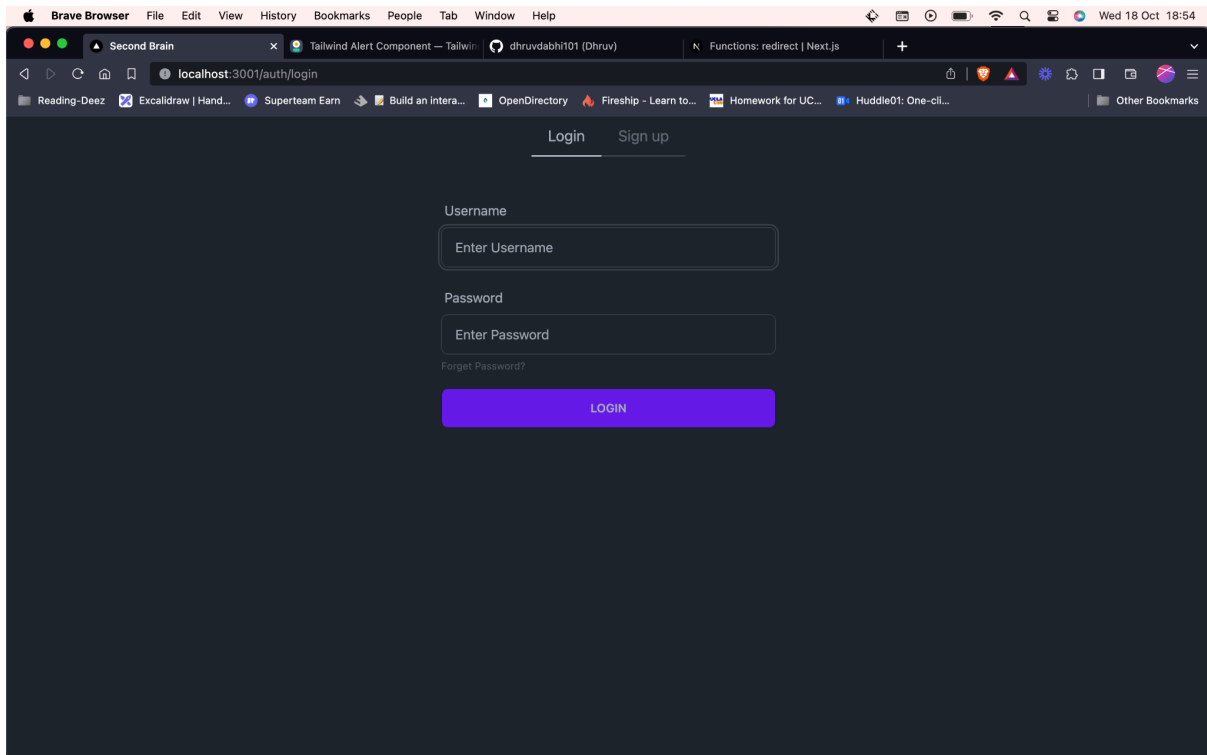 Brave Browser File Edit View History Bookmarks People Tab Window Help Wed 18 Oct 18:54
Second Brain Tailwind Alert Component — Tailwin dhruvdabhi101 (Dhruv) Functions: redirect | Next.js
localhost:3001/auth/login
Reading-Deez Excalidraw | Hand... Superteam Earn Build an intera... OpenDirectory Fireship - Learn to... Homework for UC... Huddle01: One-cli... Other Bookmarks
Login Sign up
Username
Enter Username
Password
Enter Password
Forget Password?
LOGIN